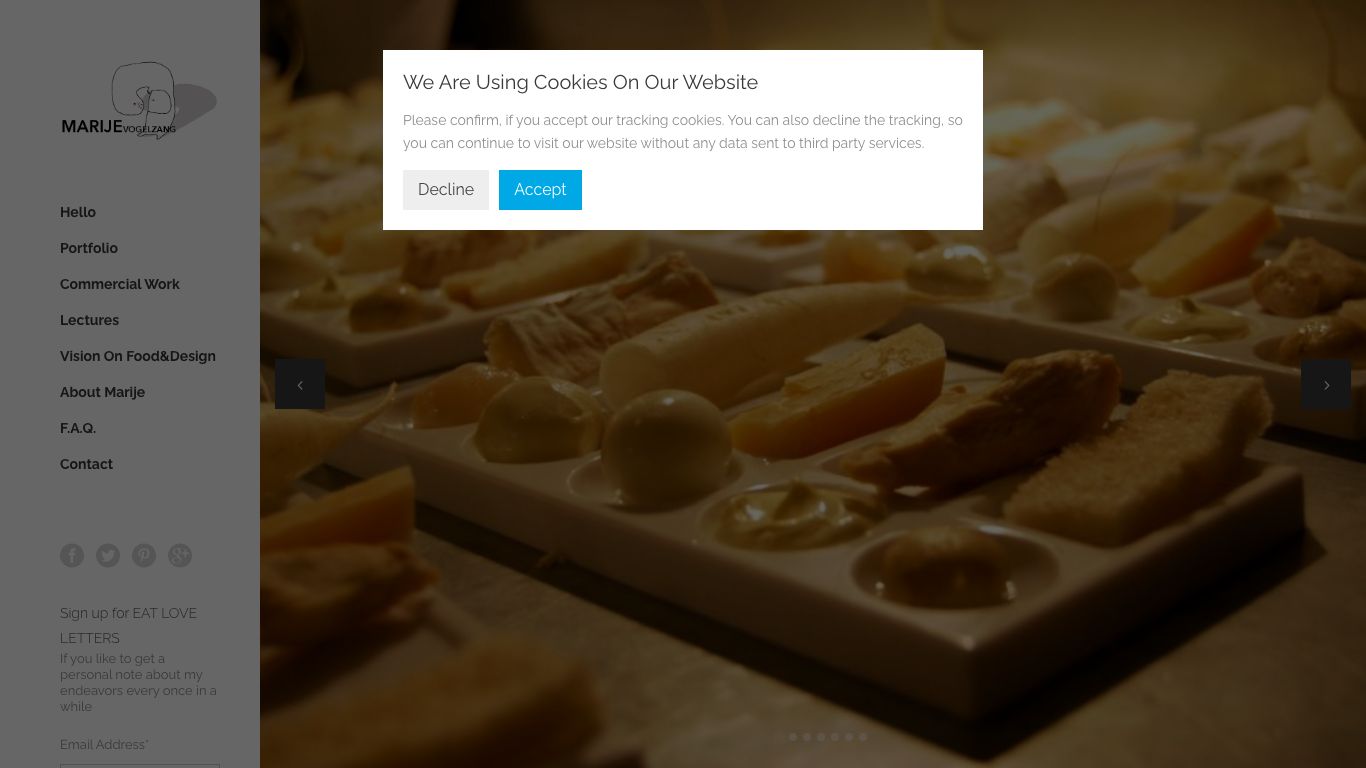 MARIJEVOGELZANG
Hello
Portfolio
Commercial Work
Lectures
Vision On Food&Design
About Marije
F.A.Q.
Contact
Sign up for EAT LOVE
LETTERS
If you like to get a
personal note about my
endeavors every once in a
while
Email Address*
We Are Using Cookies On Our Website
Please confirm, if you accept our tracking cookies. You can also decline the tracking, so
you can continue to visit our website without any data sent to third party services.
Decline Accept